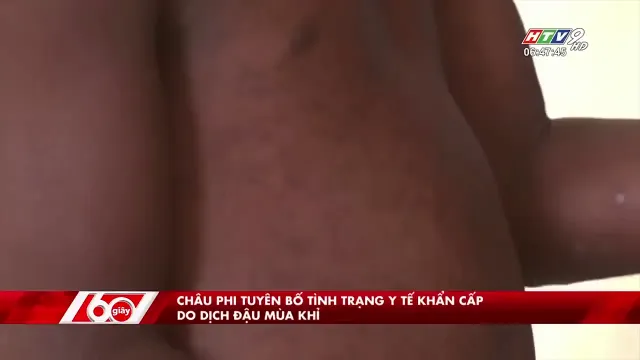 HTV9 HD
06:47:45
60 giây
CHÂU PHI TUYÊN BỐ TÌNH TRẠNG Y TẾ KHẨN CẤP
DO DỊCH ĐẬU MÙA KHỈ